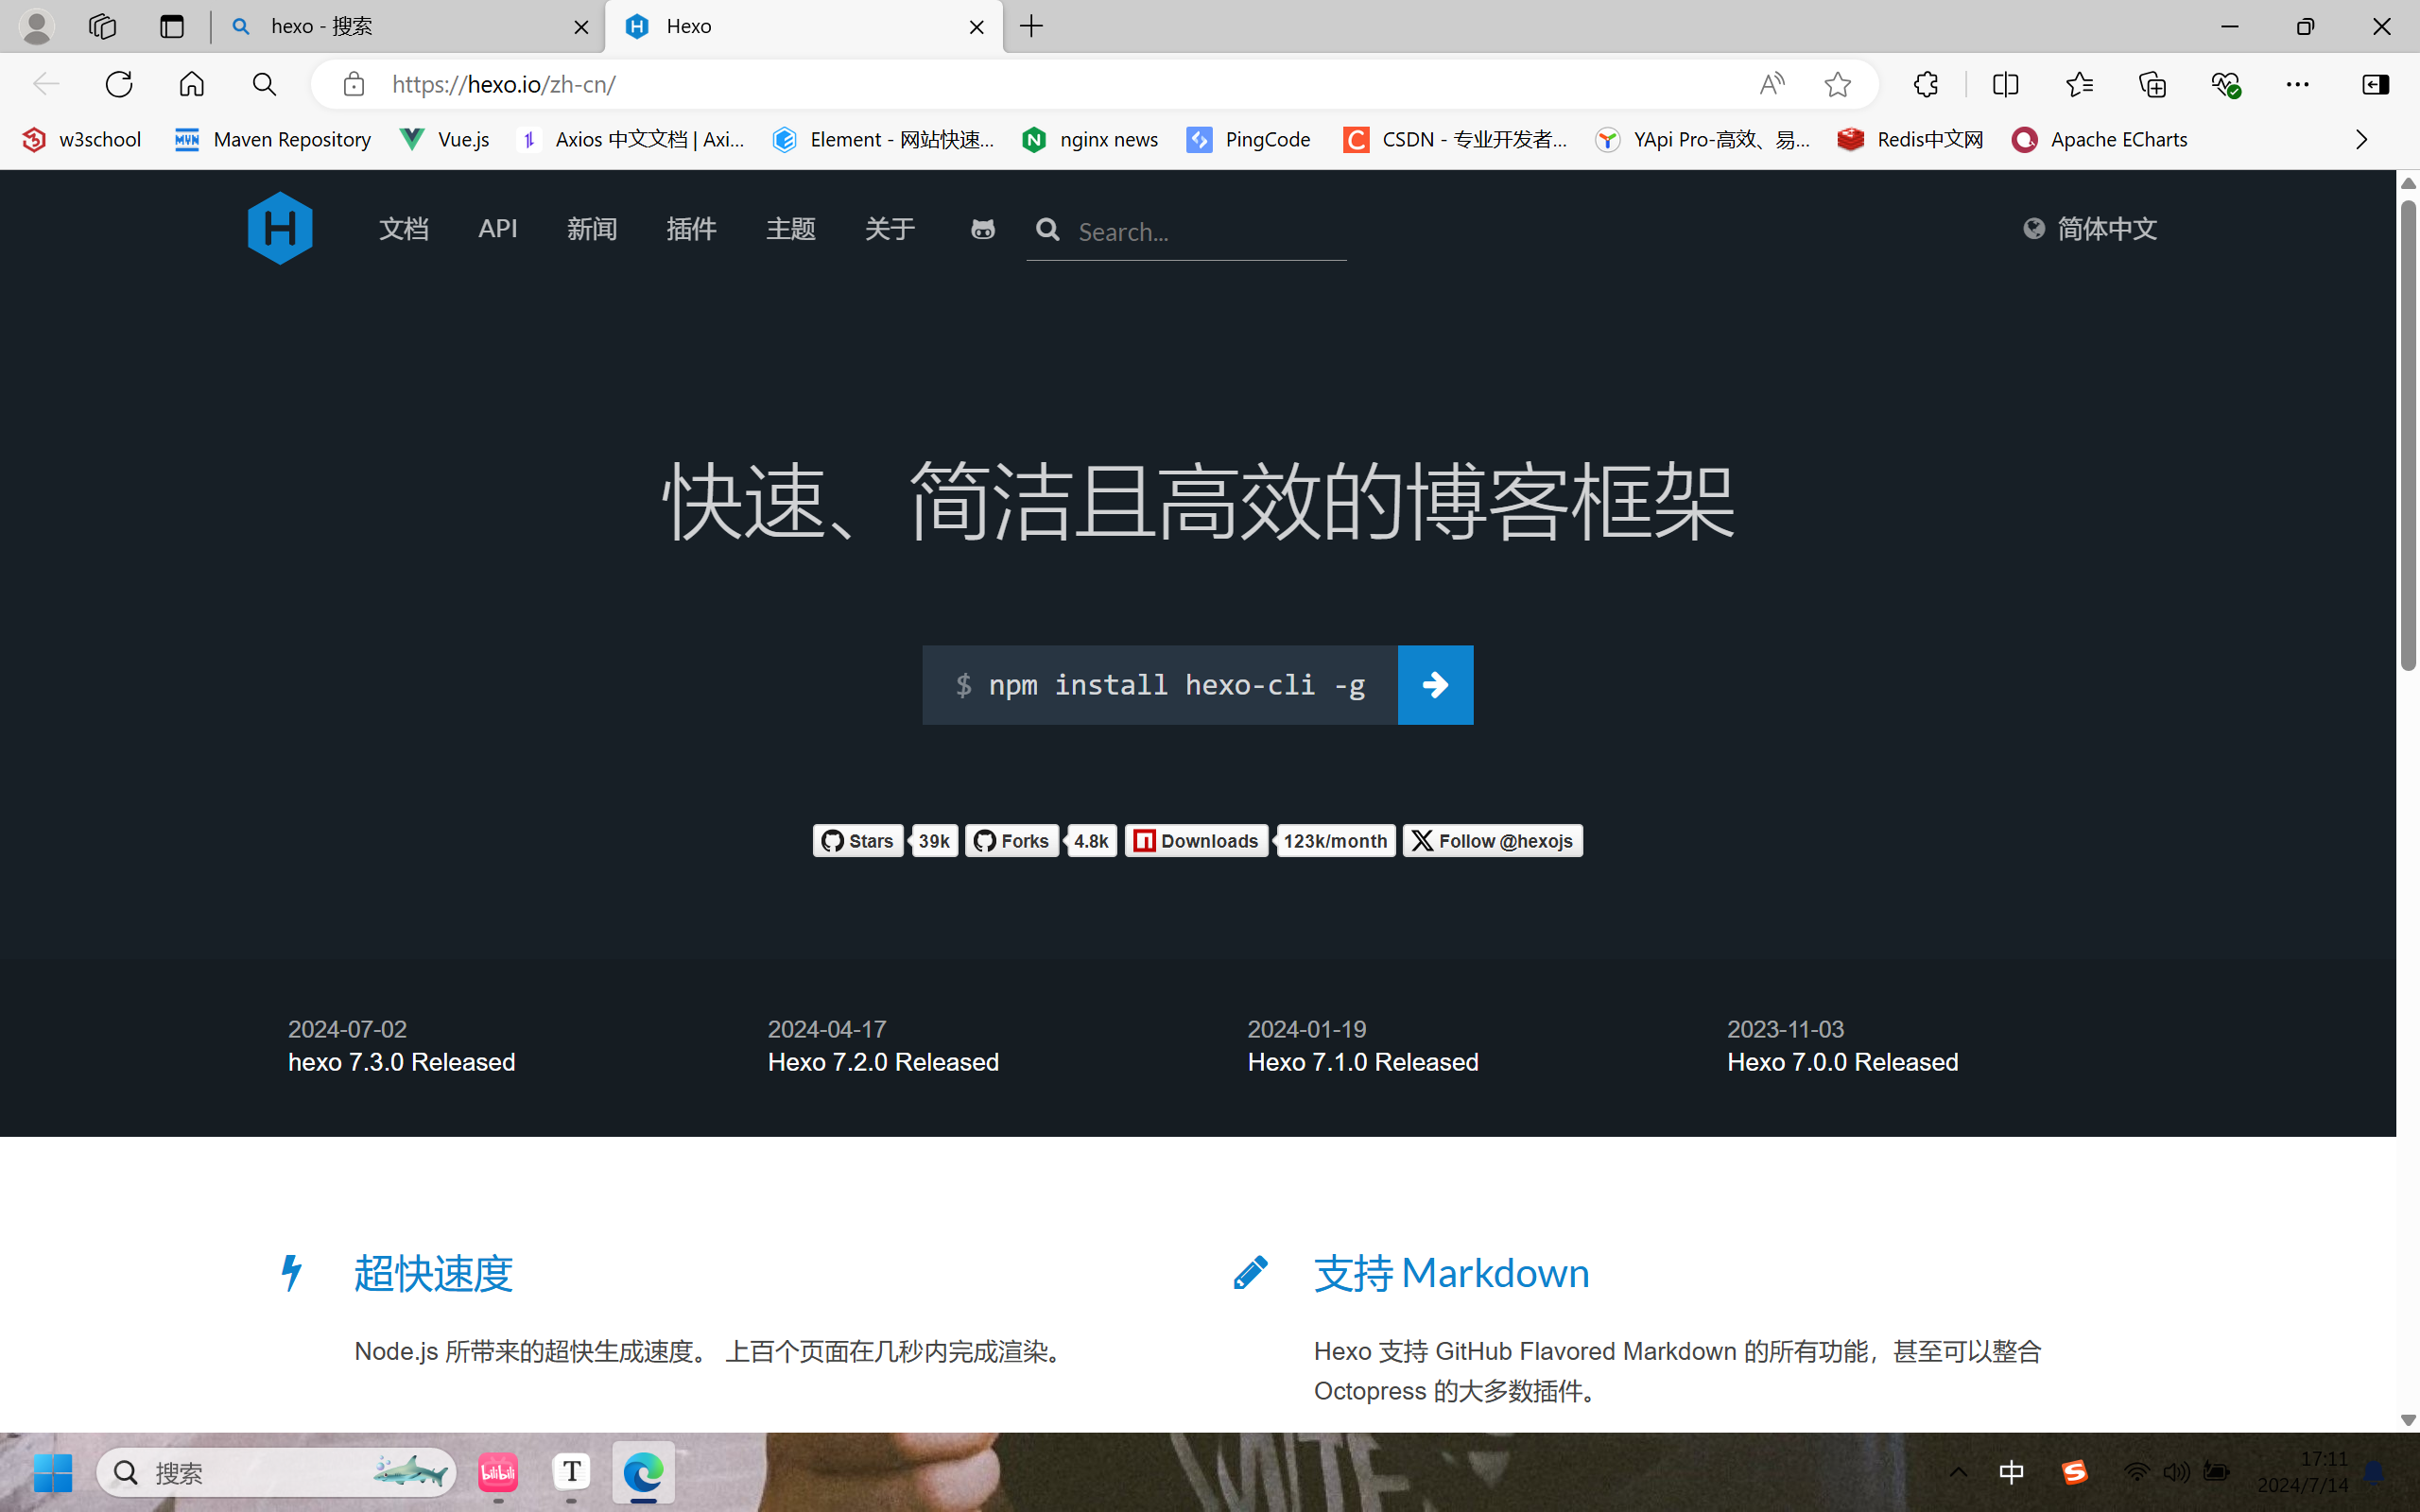 hexo - 搜索
Hexo
https://hexo.io/zh-cn/
w3school
Maven Repository
Vue.js
Axios 中文文档 | Axi...
Element - 网站快速...
nginx news
PingCode
CSDN - 专业开发者...
YApi Pro-高效、易...
Redis中文网
Apache ECharts
文档
API
新闻
插件
主题
关于
Search...
简体中文
快速、简洁且高效的博客框架
$ npm install hexo-cli -g
Stars 39k
Forks 4.8k
Downloads 123k/month
Follow @hexojs
2024-07-02
hexo 7.3.0 Released
2024-04-17
Hexo 7.2.0 Released
2024-01-19
Hexo 7.1.0 Released
2023-11-03
Hexo 7.0.0 Released
超快速度
Node.js 所带来的超快生成速度。 上百个页面在几秒内完成渲染。
支持 Markdown
Hexo 支持 GitHub Flavored Markdown 的所有功能，甚至可以整合
Octopress 的大多数插件。
搜索
bilibili
T
中
17:11
2024/7/14